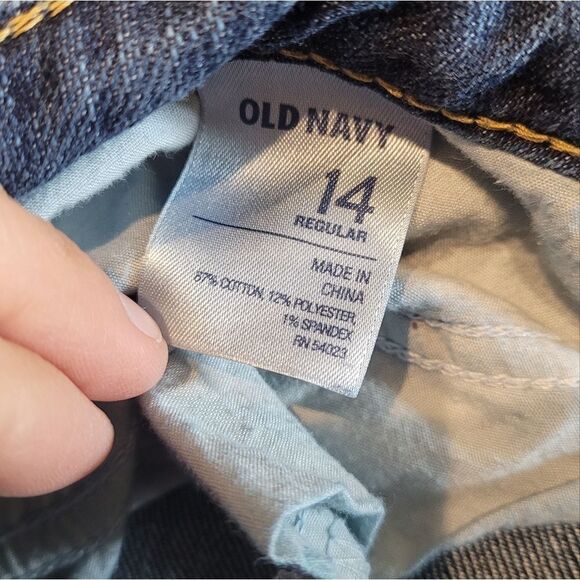 OLD NAVY
14
REGULAR
MADE IN
CHINA
87% COTTON, 12% POLYESTER,
1% SPANDEX
RN 54023